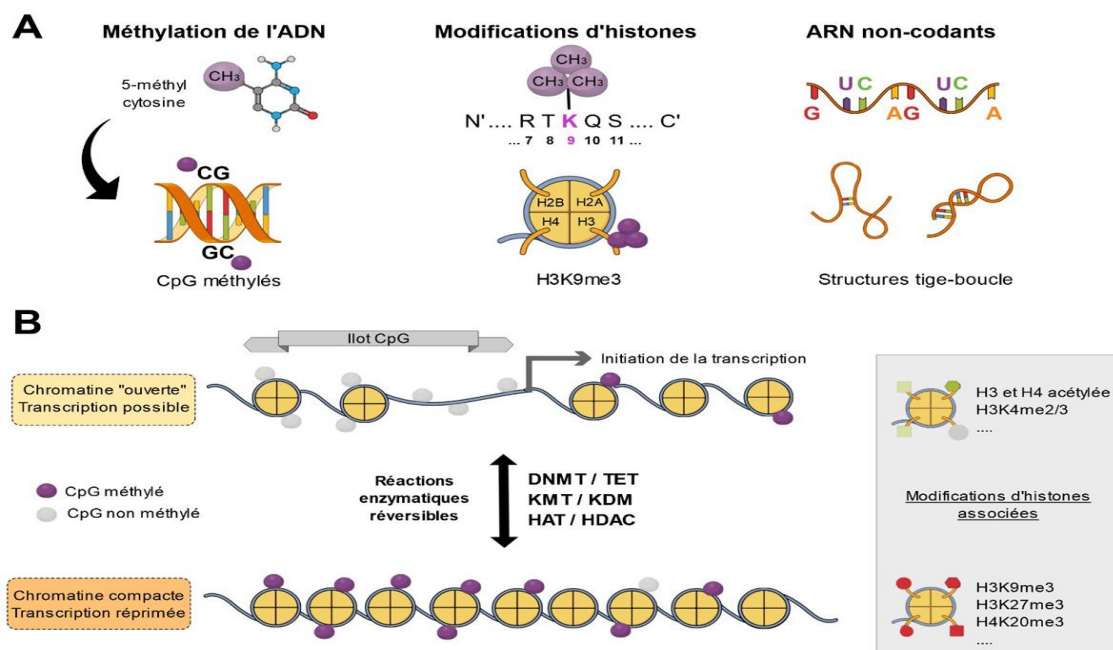 A
Méthylation de l'ADN
5-méthyl
cytosine
CH3
CG
GC
CpG méthylés
Modifications d'histones
CH3
CH3 CH3
N' .... R T K Q S .... C'
... 7 8 9 10 11 ...
H2B H2A
H4 H3
H3K9me3
ARN non-codants
U C U C
G A G A
Structures tige-boucle
B
Ilot CpG
Initiation de la transcription
Chromatine "ouverte"
Transcription possible
CpG méthylé
CpG non méthylé
Réactions
enzymatiques
réversibles
DNMT / TET
KMT / KDM
HAT / HDAC
Chromatine compacte
Transcription réprimée
H3 et H4 acétylée
H3K4me2/3
....
Modifications d'histones
associées
H3K9me3
H3K27me3
H4K20me3
....